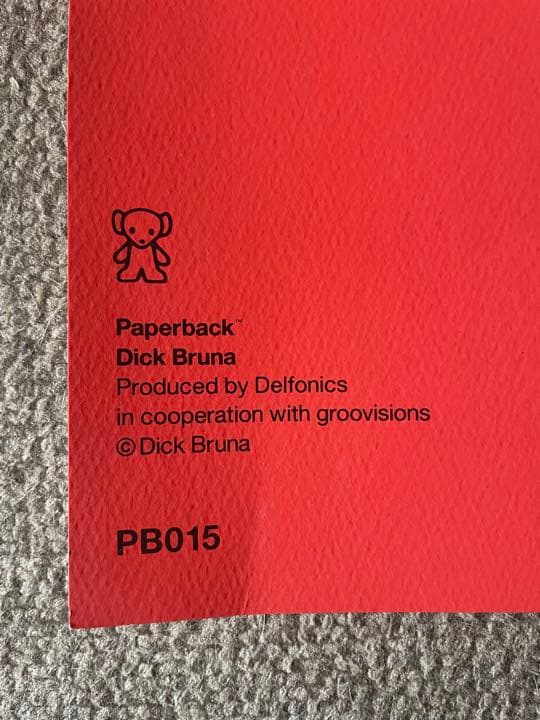 Paperback™
Dick Bruna
Produced by Delfonics
in cooperation with groovisions
© Dick Bruna
PB015